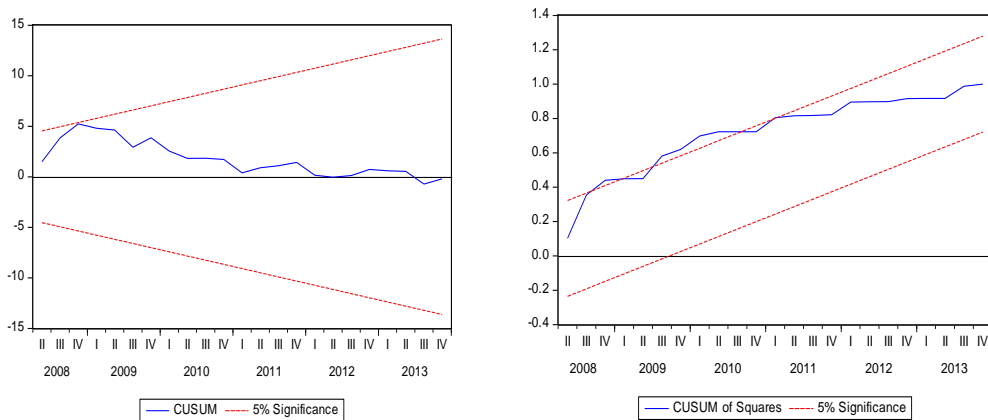 15
10
5
0
-5
-10
-15
II III IV I II III IV I II III IV I II III IV I II III IV I II III IV
2008 2009 2010 2011 2012 2013
CUSUM 5% Significance
1.4
1.2
1.0
0.8
0.6
0.4
0.2
0.0
-0.2
-0.4
II III IV I II III IV I II III IV I II III IV I II III IV I II III IV
2008 2009 2010 2011 2012 2013
CUSUM of Squares 5% Significance